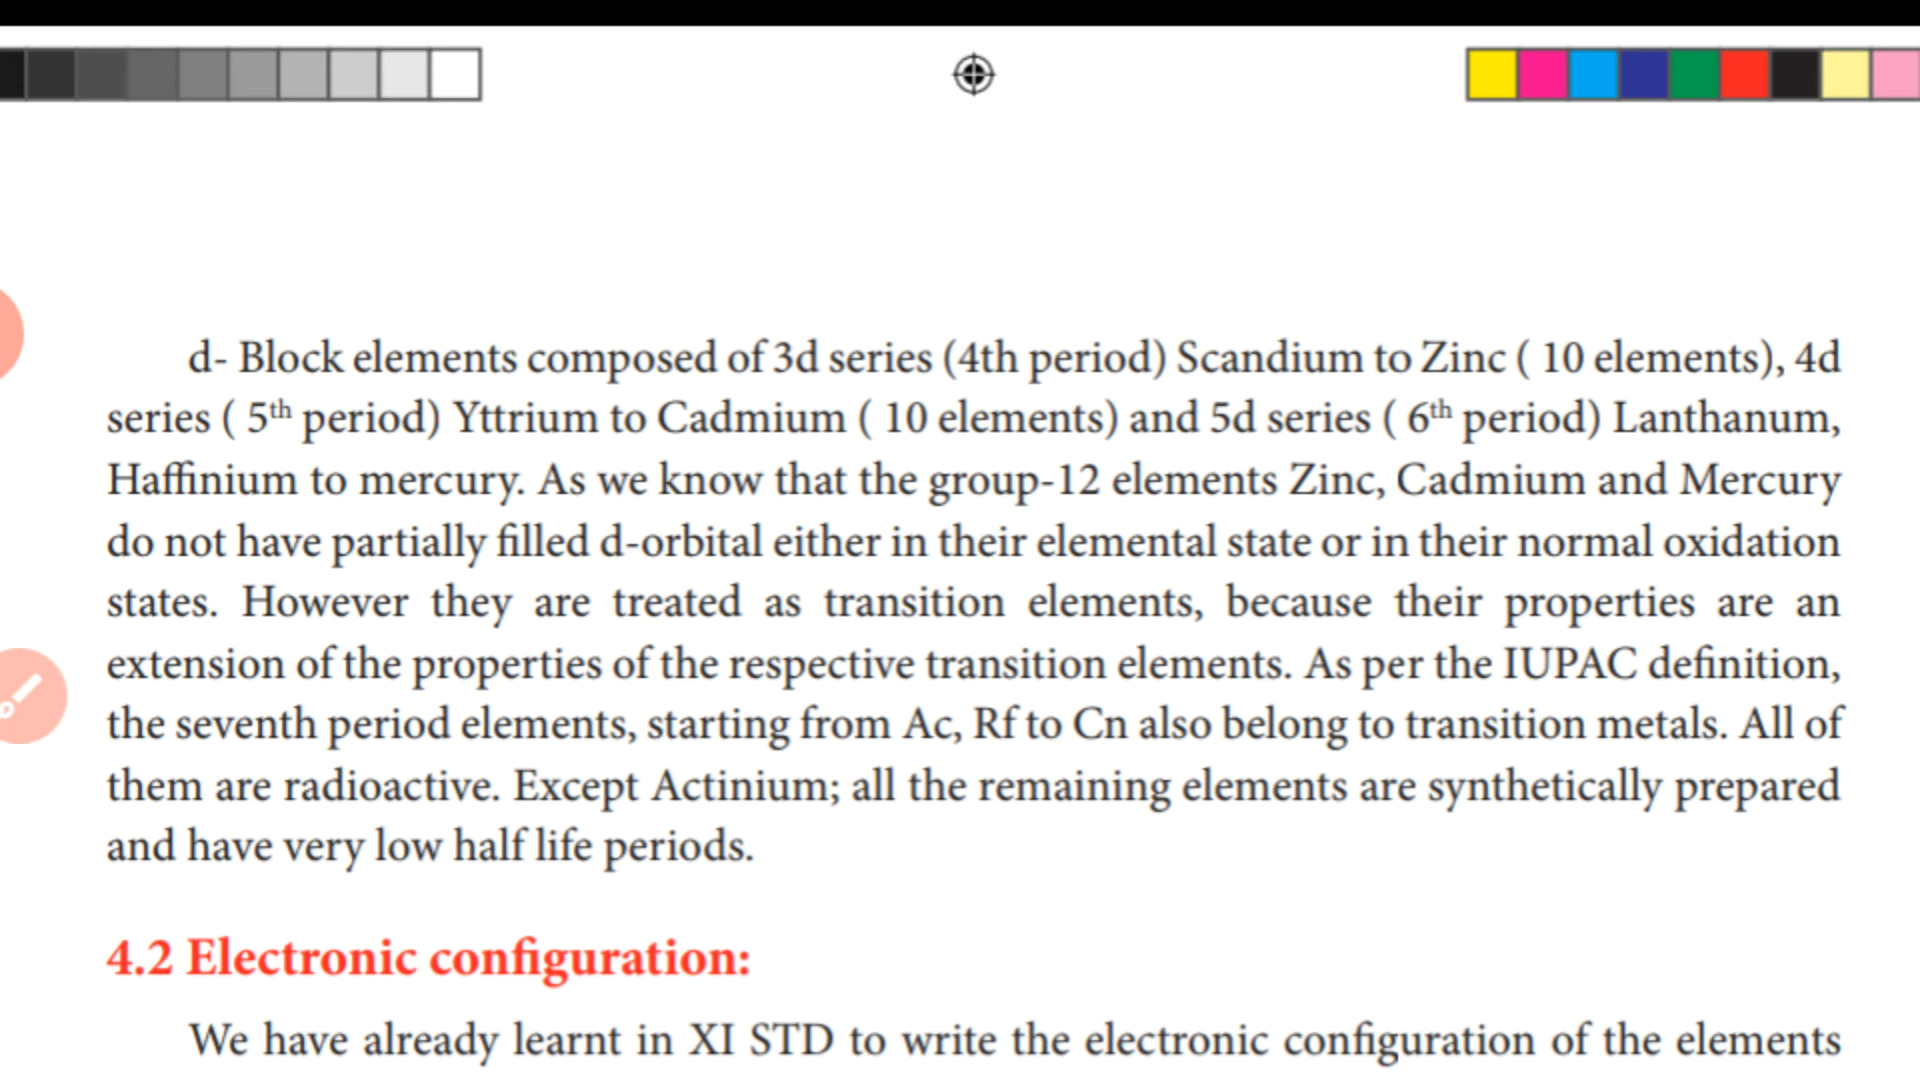 d- Block elements composed of 3d series (4th period) Scandium to Zinc ( 10 elements), 4d
series ( 5th period) Yttrium to Cadmium ( 10 elements) and 5d series ( 6th period) Lanthanum,
Haffinium to mercury. As we know that the group-12 elements Zinc, Cadmium and Mercury
do not have partially filled d-orbital either in their elemental state or in their normal oxidation
states. However they are treated as transition elements, because their properties are an
extension of the properties of the respective transition elements. As per the IUPAC definition,
the seventh period elements, starting from Ac, Rf to Cn also belong to transition metals. All of
them are radioactive. Except Actinium; all the remaining elements are synthetically prepared
and have very low half life periods.
4.2 Electronic configuration:
We have already learnt in XI STD to write the electronic configuration of the elements